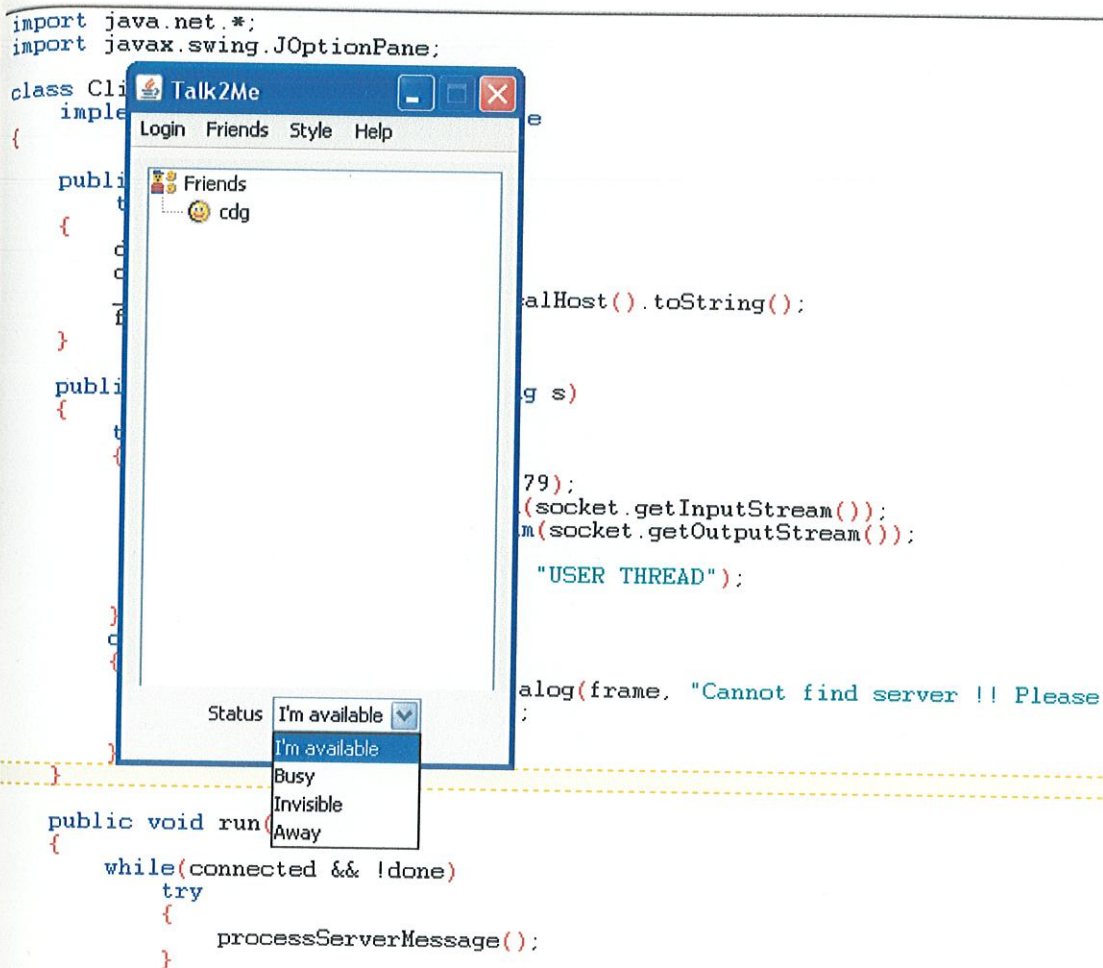 import java.net.*;
import javax.swing.JOptionPane;
class Cli
Talk2Me
imple
e
Login Friends Style Help
{
Friends
publi
t
cdg
{
d
c
alHost().toString();
f
}
publi
g s)
{
t
{
79);
(socket.getInputStream());
m(socket.getOutputStream());
"USER THREAD");
}
c
{
alog(frame, "Cannot find server !! Please
Status I'm available
;
I'm available
}
Busy
}
Invisible
public void run(
Away
{
while(connected && !done)
try
{
processServerMessage();
}